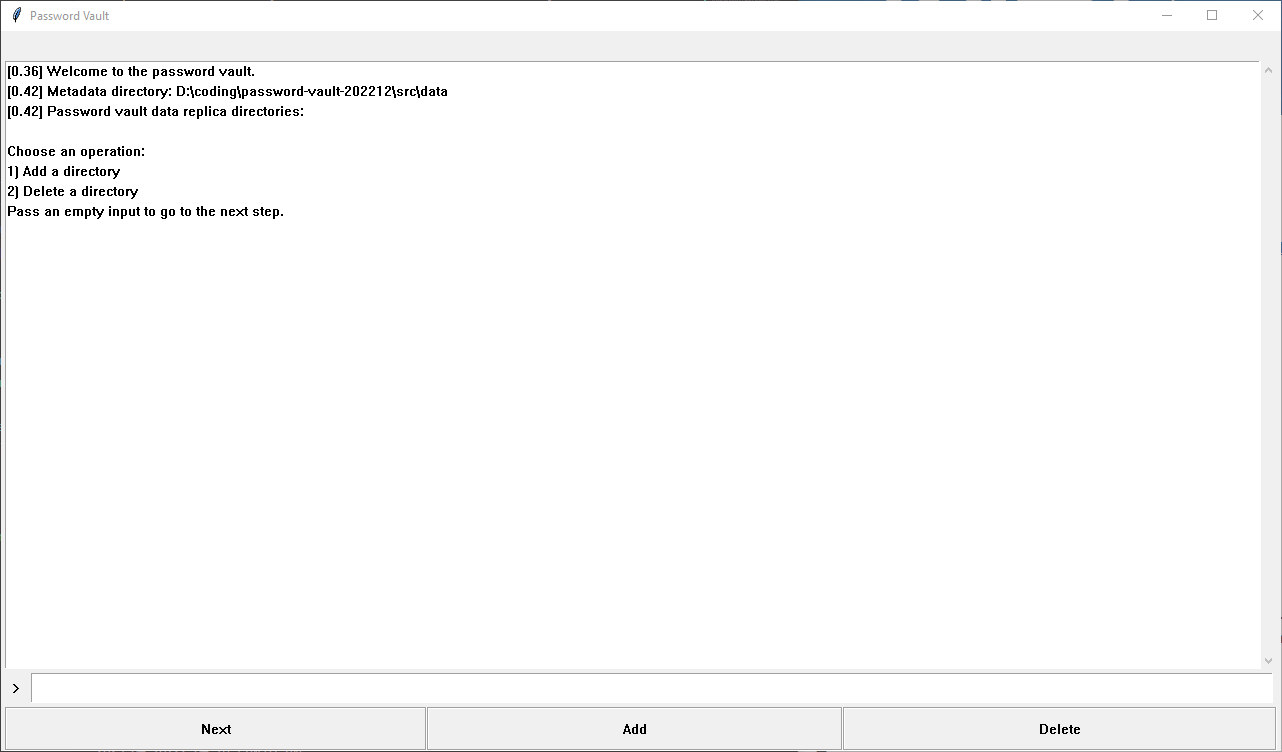 Password Vault
[0.36] Welcome to the password vault.
[0.42] Metadata directory: D:\coding\password-vault-202212\src\data
[0.42] Password vault data replica directories:
Choose an operation:
1) Add a directory
2) Delete a directory
Pass an empty input to go to the next step.
>
Next Add Delete